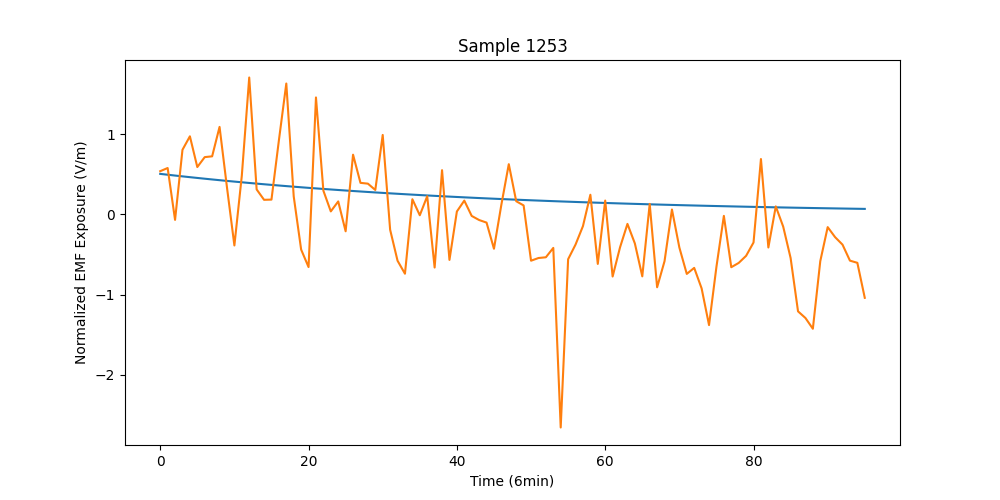 Sample 1253
Normalized EMF Exposure (V/m)
1
0
−1
−2
0 20 40 60 80
Time (6min)